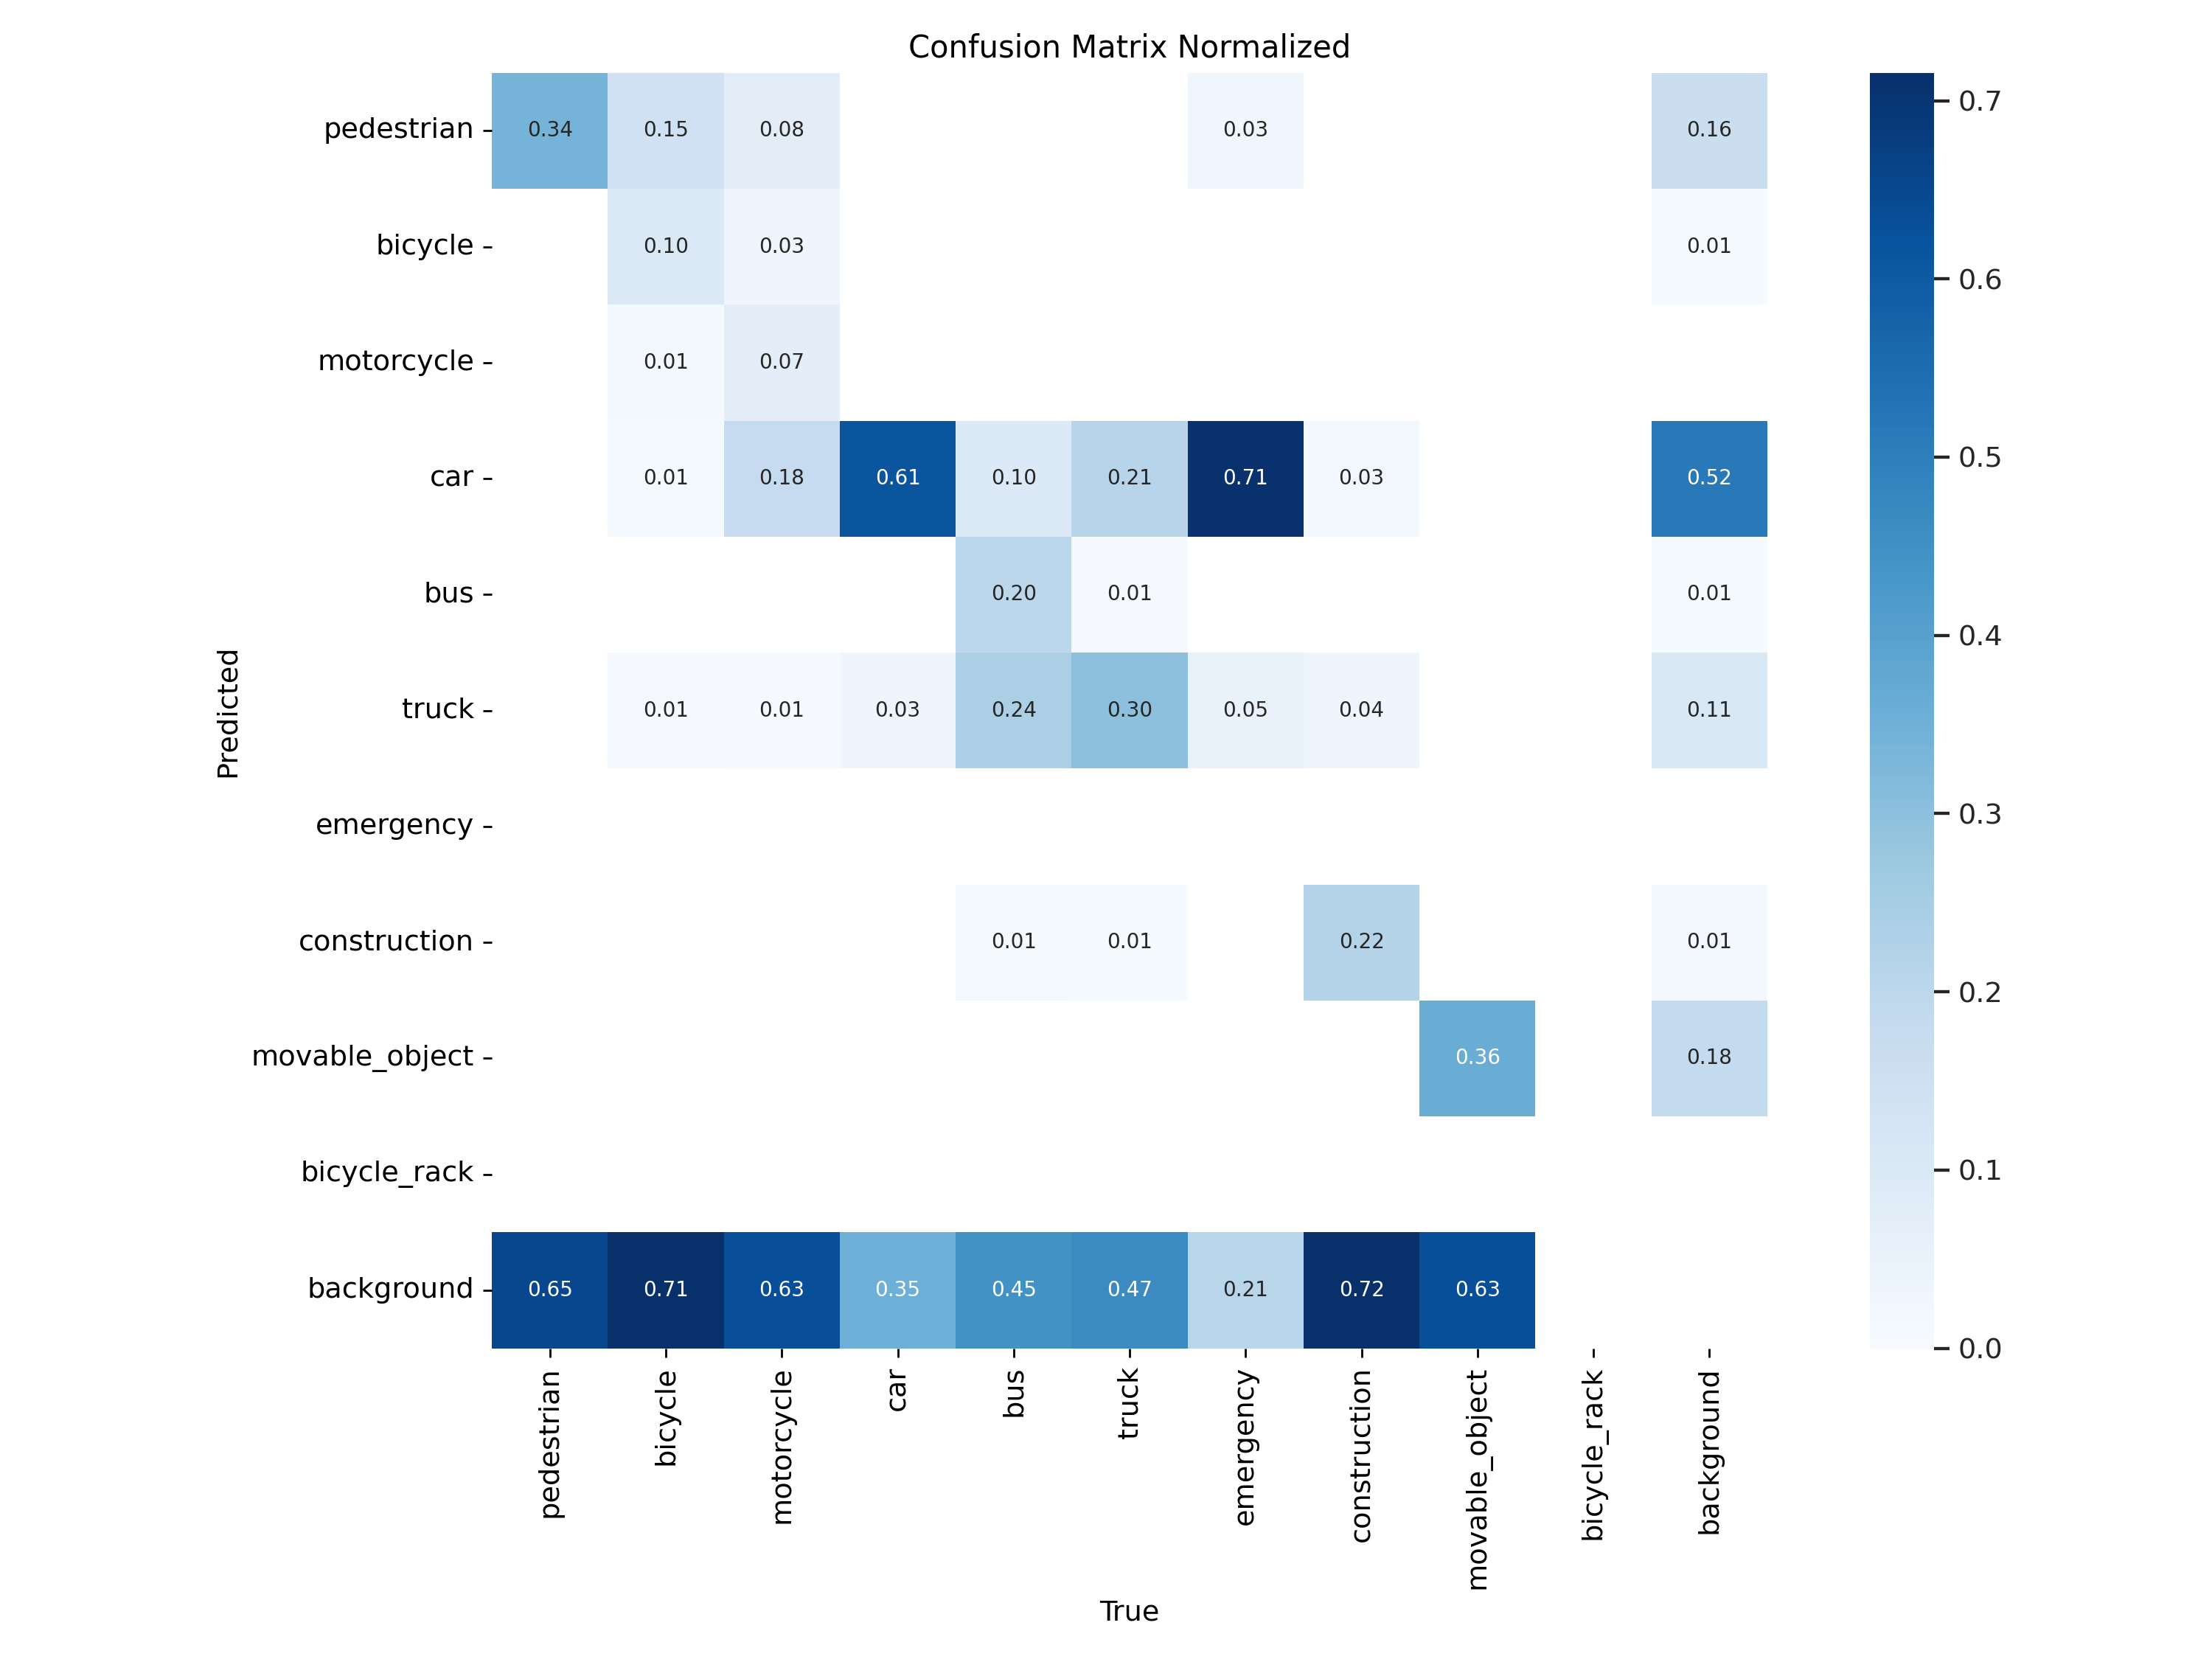 Confusion Matrix Normalized
pedestrian 0.34 0.15 0.08 0.03 0.16
bicycle 0.10 0.03 0.01
motorcycle 0.01 0.07
car 0.01 0.18 0.61 0.10 0.21 0.71 0.03 0.52
bus 0.20 0.01 0.01
truck 0.01 0.01 0.03 0.24 0.30 0.05 0.04 0.11
emergency
construction 0.01 0.01 0.22 0.01
movable_object 0.36 0.18
bicycle_rack
background 0.65 0.71 0.63 0.35 0.45 0.47 0.21 0.72 0.63
Predicted
pedestrian
bicycle
motorcycle
car
bus
truck
emergency
construction
movable_object
bicycle_rack
background
True
0.7
0.6
0.5
0.4
0.3
0.2
0.1
0.0